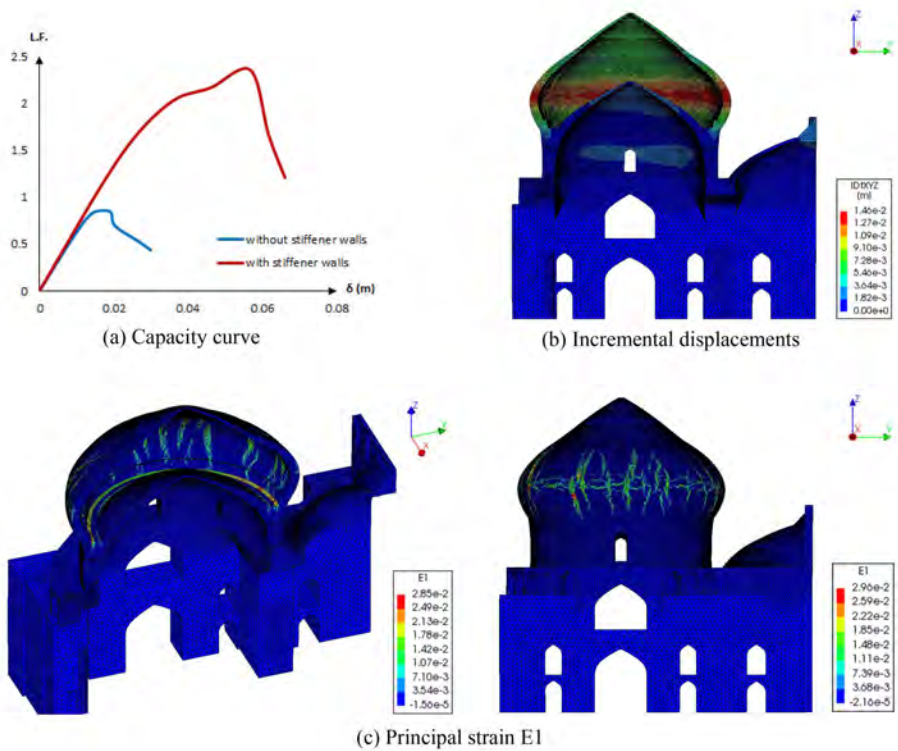 L.F.
2.5
2
1.5
1
0.5
0
0 0.02 0.04 0.06 0.08
δ (m)
without stiffener walls
with stiffener walls
(a) Capacity curve
Z
X Y
IDtXYZ
(m)
1.46e-2
1.27e-2
1.09e-2
9.10e-3
7.28e-3
5.46e-3
3.64e-3
1.82e-3
0.00e+0
(b) Incremental displacements
Z
Y
X
E1
2.85e-2
2.49e-2
2.13e-2
1.78e-2
1.42e-2
1.07e-2
7.10e-3
3.54e-3
-1.56e-5
Z
X Y
E1
2.96e-2
2.59e-2
2.22e-2
1.85e-2
1.48e-2
1.11e-2
7.39e-3
3.68e-3
-2.16e-5
(c) Principal strain E1